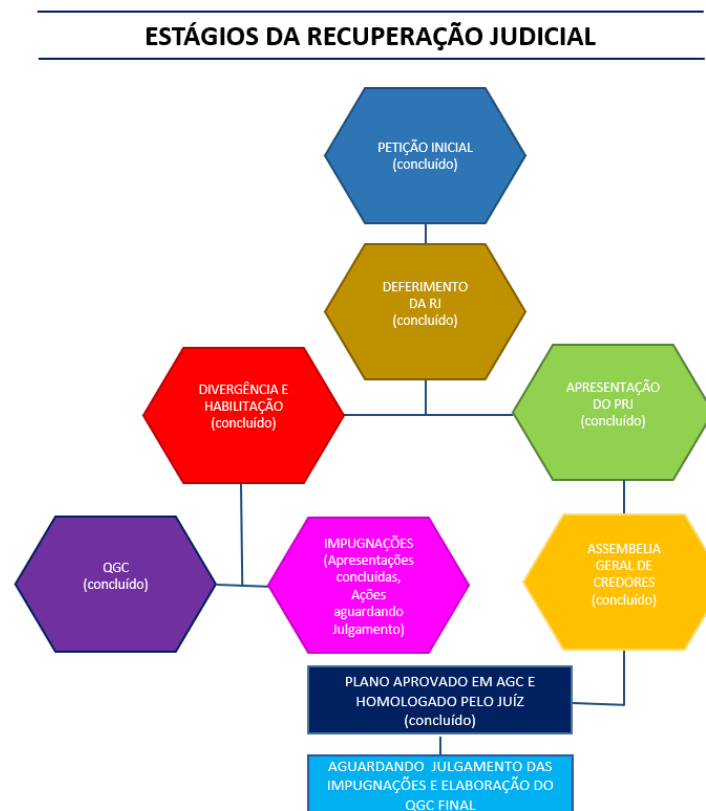 ESTÁGIOS DA RECUPERAÇÃO JUDICIAL
PETIÇÃO INICIAL
(concluído)
DEFERIMENTO
DA RJ
(concluído)
DIVERGÊNCIA E
HABILITAÇÃO
(concluído)
APRESENTAÇÃO
DO PRJ
(concluído)
QGC
(concluído)
IMPUGNAÇÕES
(Apresentações
concluídas,
Ações
aguardando
Julgamento)
ASSEMBELIA
GERAL DE
CREDORES
(concluído)
PLANO APROVADO EM AGC E
HOMOLOGADO PELO JUÍZ
(concluído)
AGUARDANDO JULGAMENTO DAS
IMPUGNAÇÕES E ELABORAÇÃO DO
QGC FINAL